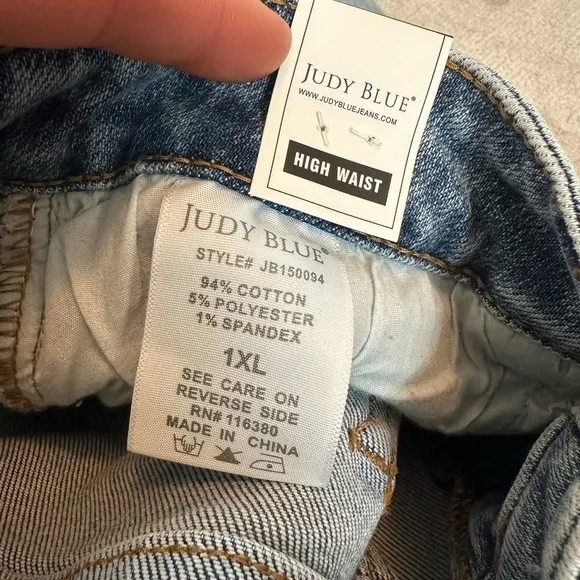 JUDY BLUE®
WWW.JUDYBLUEJEANS.COM
HIGH WAIST
JUDY BLUE®
STYLE# JB150094
94% COTTON
5% POLYESTER
1% SPANDEX
1XL
SEE CARE ON
REVERSE SIDE
RN# 116380
MADE IN CHINA